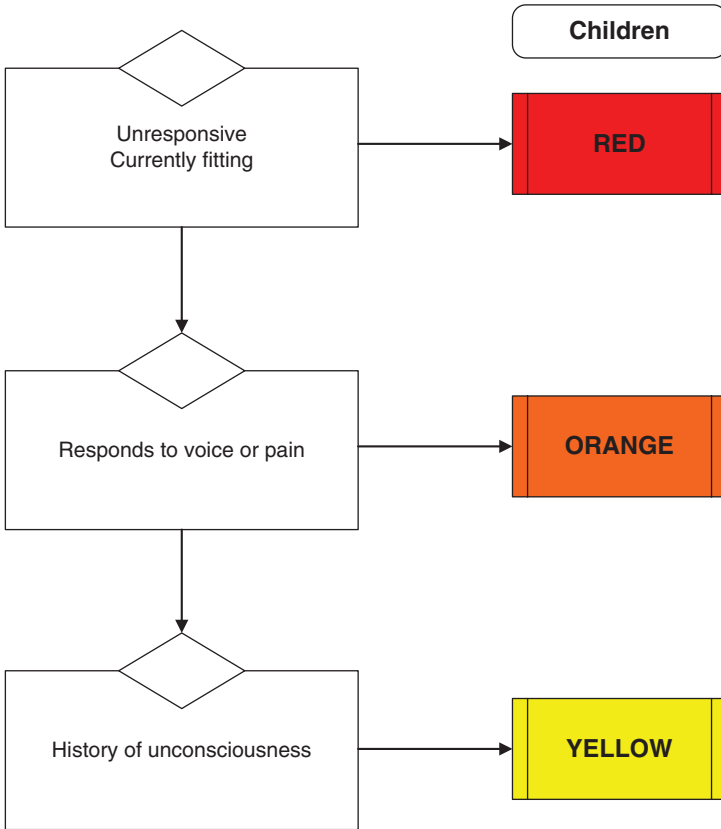 Children
Unresponsive
Currently fitting
RED
Responds to voice or pain
ORANGE
History of unconsciousness
YELLOW